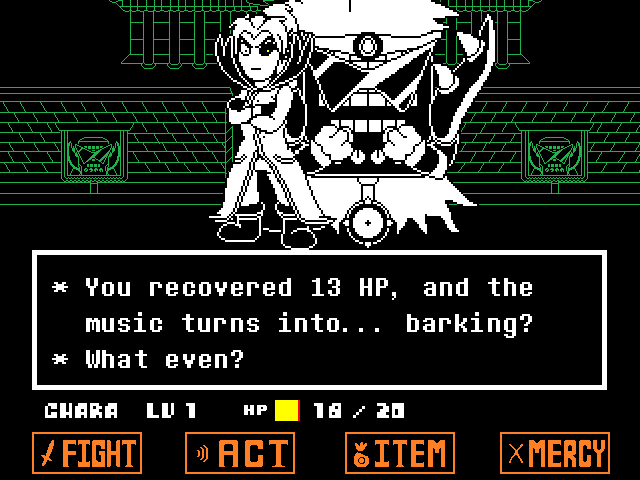 * You recovered 13 HP, and the
music turns into... barking?
* What even?
CHARA LV 1 HP 18 / 20
FIGHT ACT ITEM MERCY